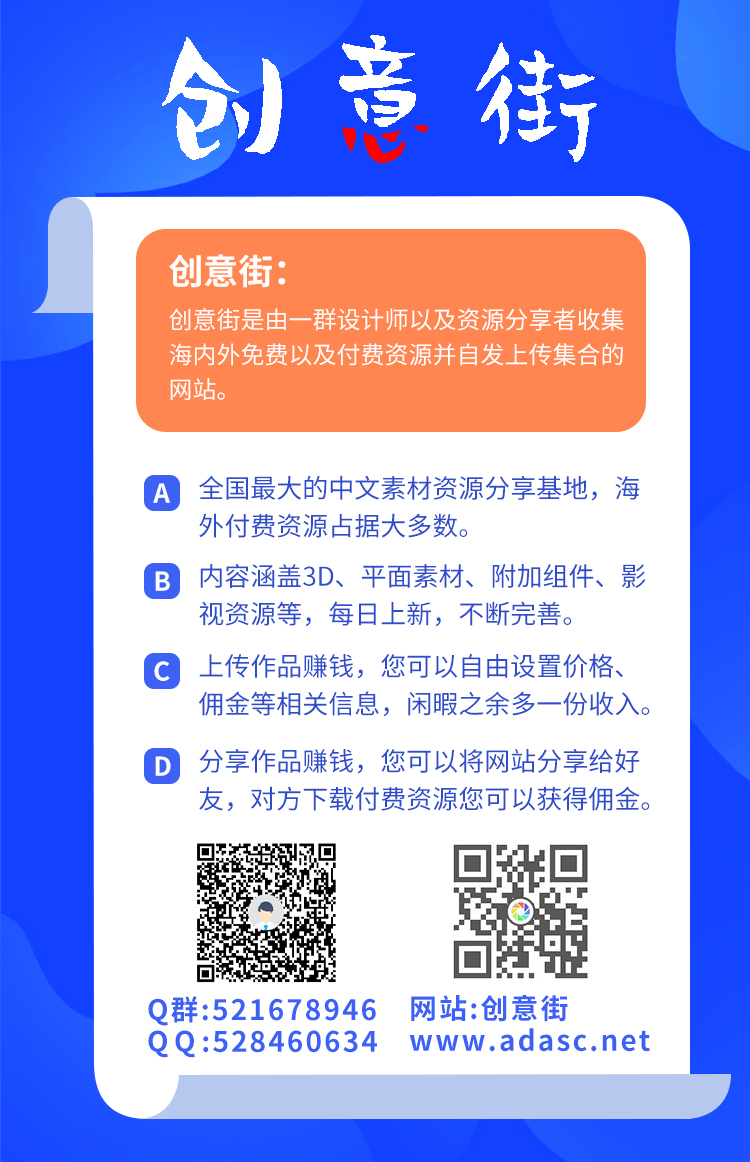 创意街
创意街：
创意街是由一群设计师以及资源分享者收集
海内外免费以及付费资源并自发上传集合的
网站。
A 全国最大的中文素材资源分享基地，海
外付费资源占据大多数。
B 内容涵盖3D、平面素材、附加组件、影
视资源等，每日上新，不断完善。
C 上传作品赚钱，您可以自由设置价格、
佣金等相关信息，闲暇之余多一份收入。
D 分享作品赚钱，您可以将网站分享给好
友，对方下载付费资源您可以获得佣金。
Q群:521678946 网站:创意街
QQ:528460634 www.adasc.net